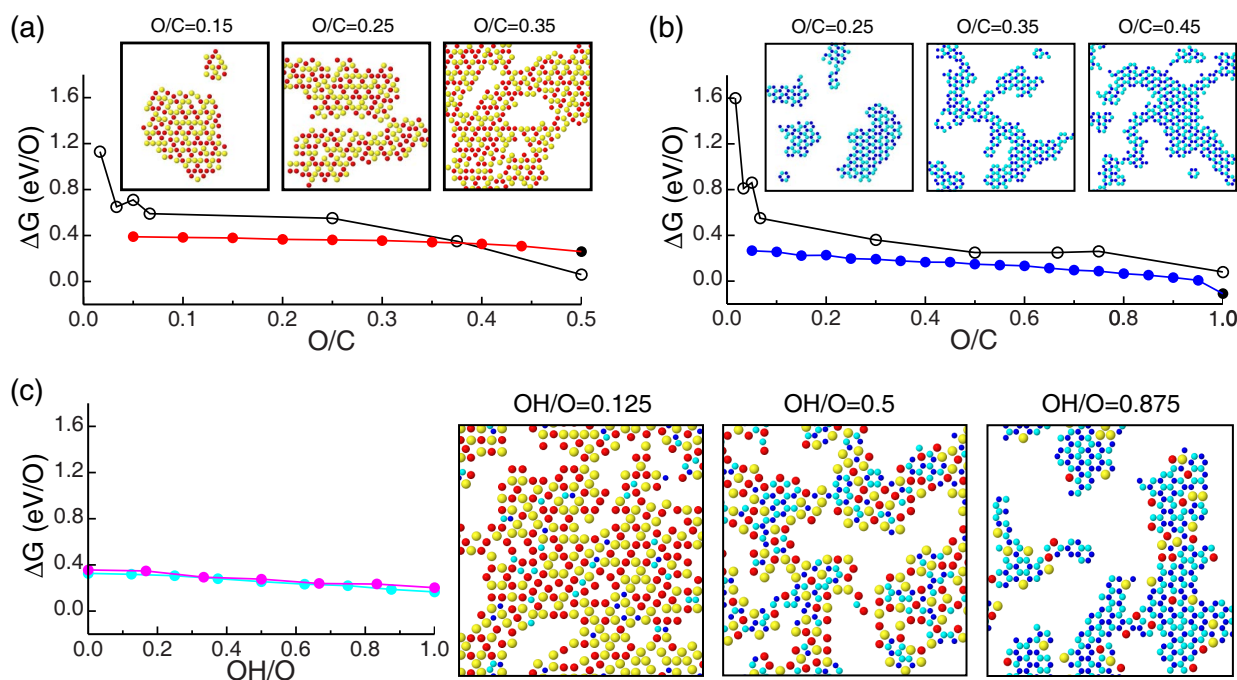 (a)
O/C=0.15 O/C=0.25 O/C=0.35
ΔG (eV/O)
1.6
1.2
0.8
0.4
0.0
0.0 0.1 0.2 0.3 0.4 0.5
O/C
(b)
O/C=0.25 O/C=0.35 O/C=0.45
ΔG (eV/O)
1.6
1.2
0.8
0.4
0.0
0.0 0.2 0.4 0.6 0.8 1.0
O/C
(c)
ΔG (eV/O)
1.6
1.2
0.8
0.4
0.0
0.0 0.2 0.4 0.6 0.8 1.0
OH/O
OH/O=0.125 OH/O=0.5 OH/O=0.875